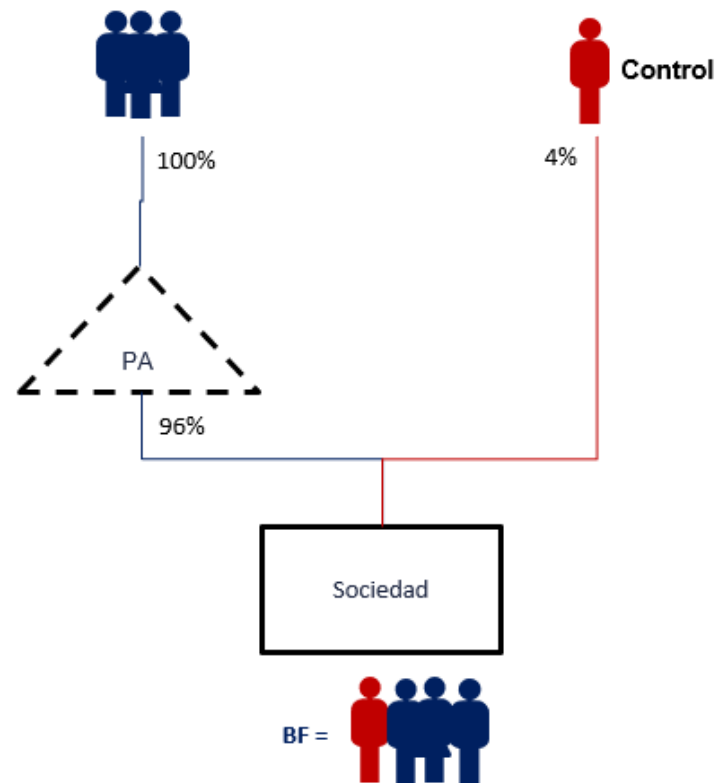 Control
100%
4%
PA
96%
Sociedad
BF =